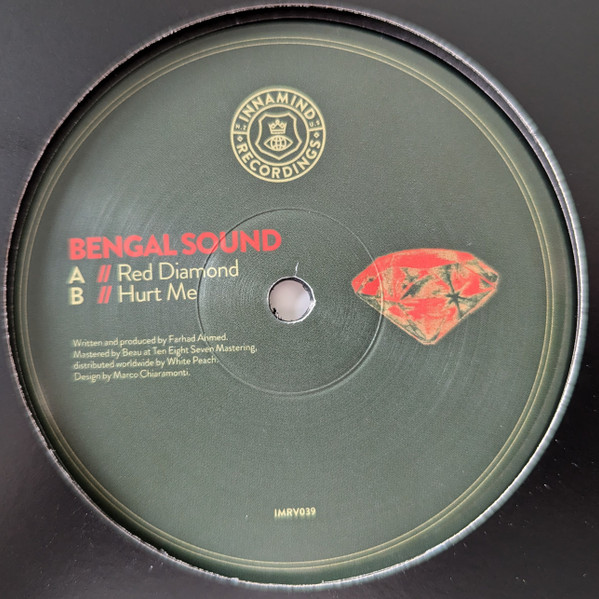 INNAMIND
RECORDINGS
BENGAL SOUND
A // Red Diamond
B // Hurt Me
Written and produced by Farhad Ahmed.
Mastered by Beau at Ten Eight Seven Mastering,
distributed worldwide by White Peach.
Design by Marco Chiaramonti.
IMRV039